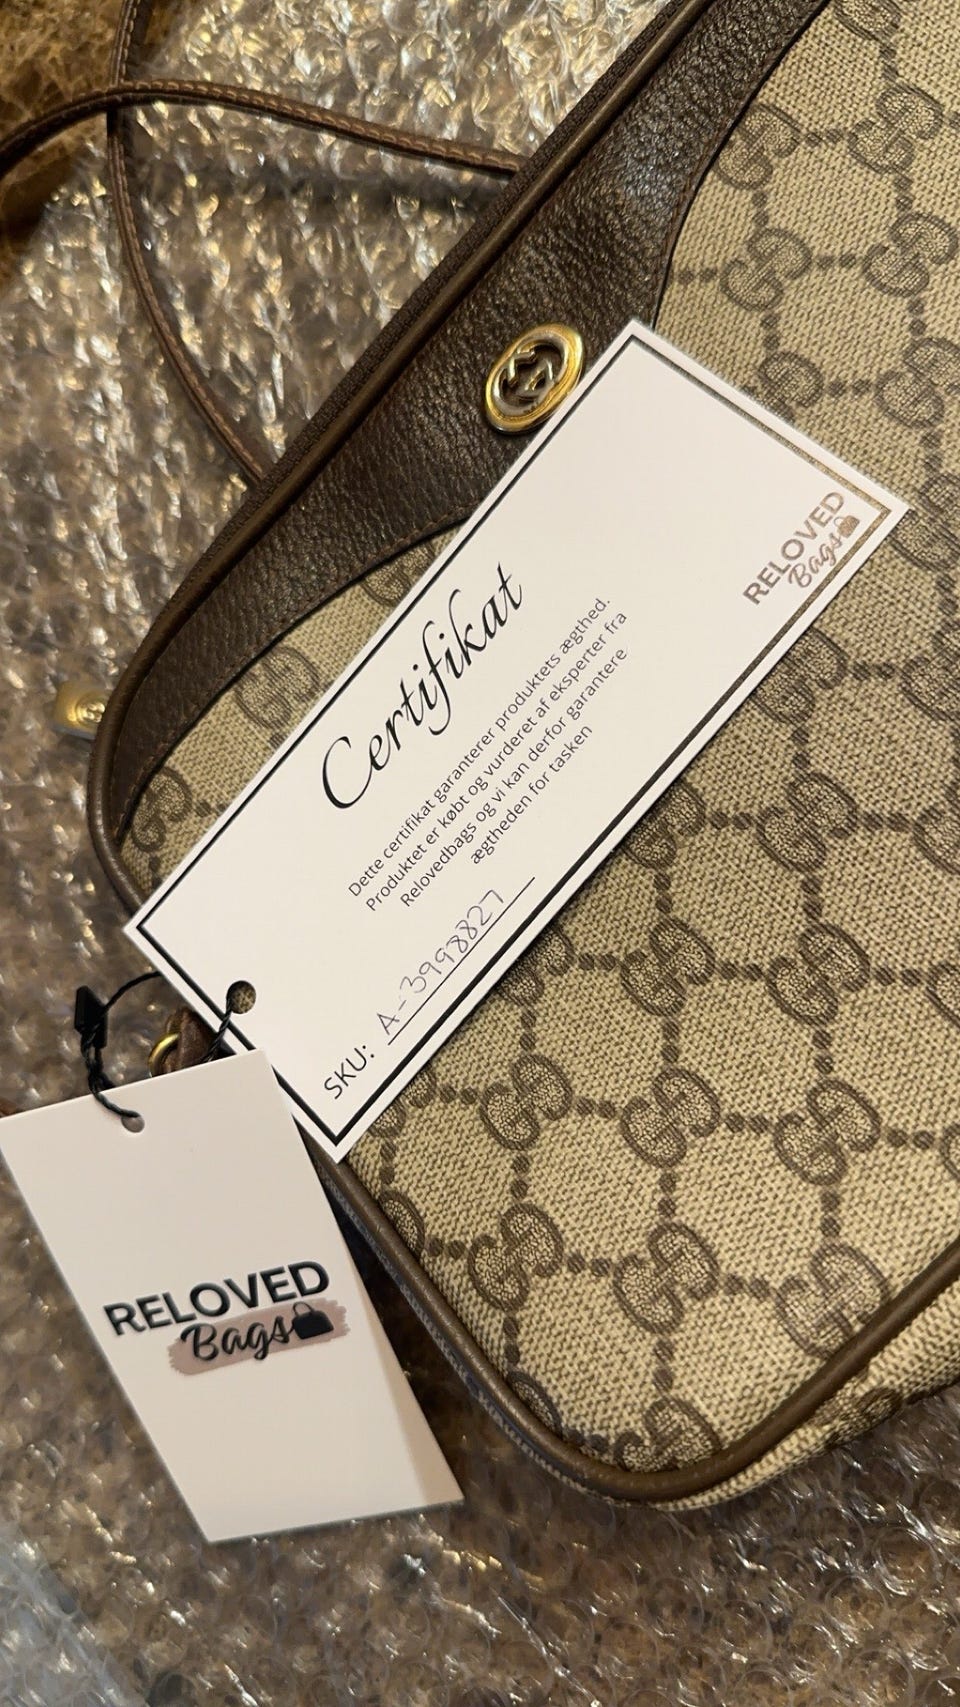 RELOVED
Bags
Certifikat
Dette certifikat garanterer produktets ægthed.
Produktet er købt og vurderet af eksperter fra
Relovedbags og vi kan derfor garantere
ægtheden for tasken
SKU: A-3998827
RELOVED
Bags